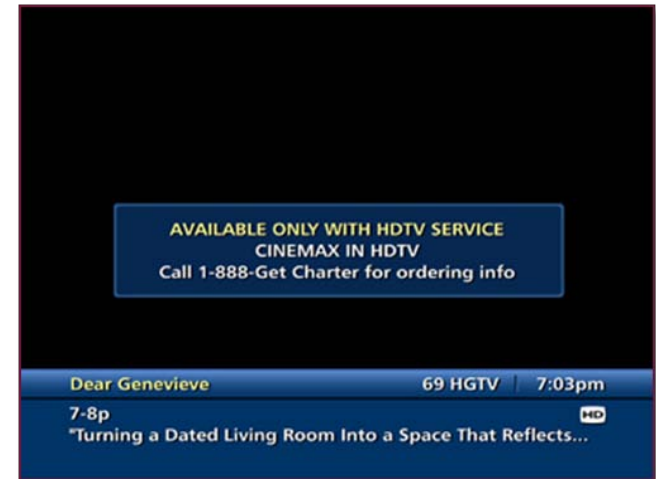 AVAILABLE ONLY WITH HDTV SERVICE
CINEMAX IN HDTV
Call 1-888-Get Charter for ordering info
Dear Genevieve 69 HGTV 7:03pm
7-8p HD
"Turning a Dated Living Room Into a Space That Reflects...